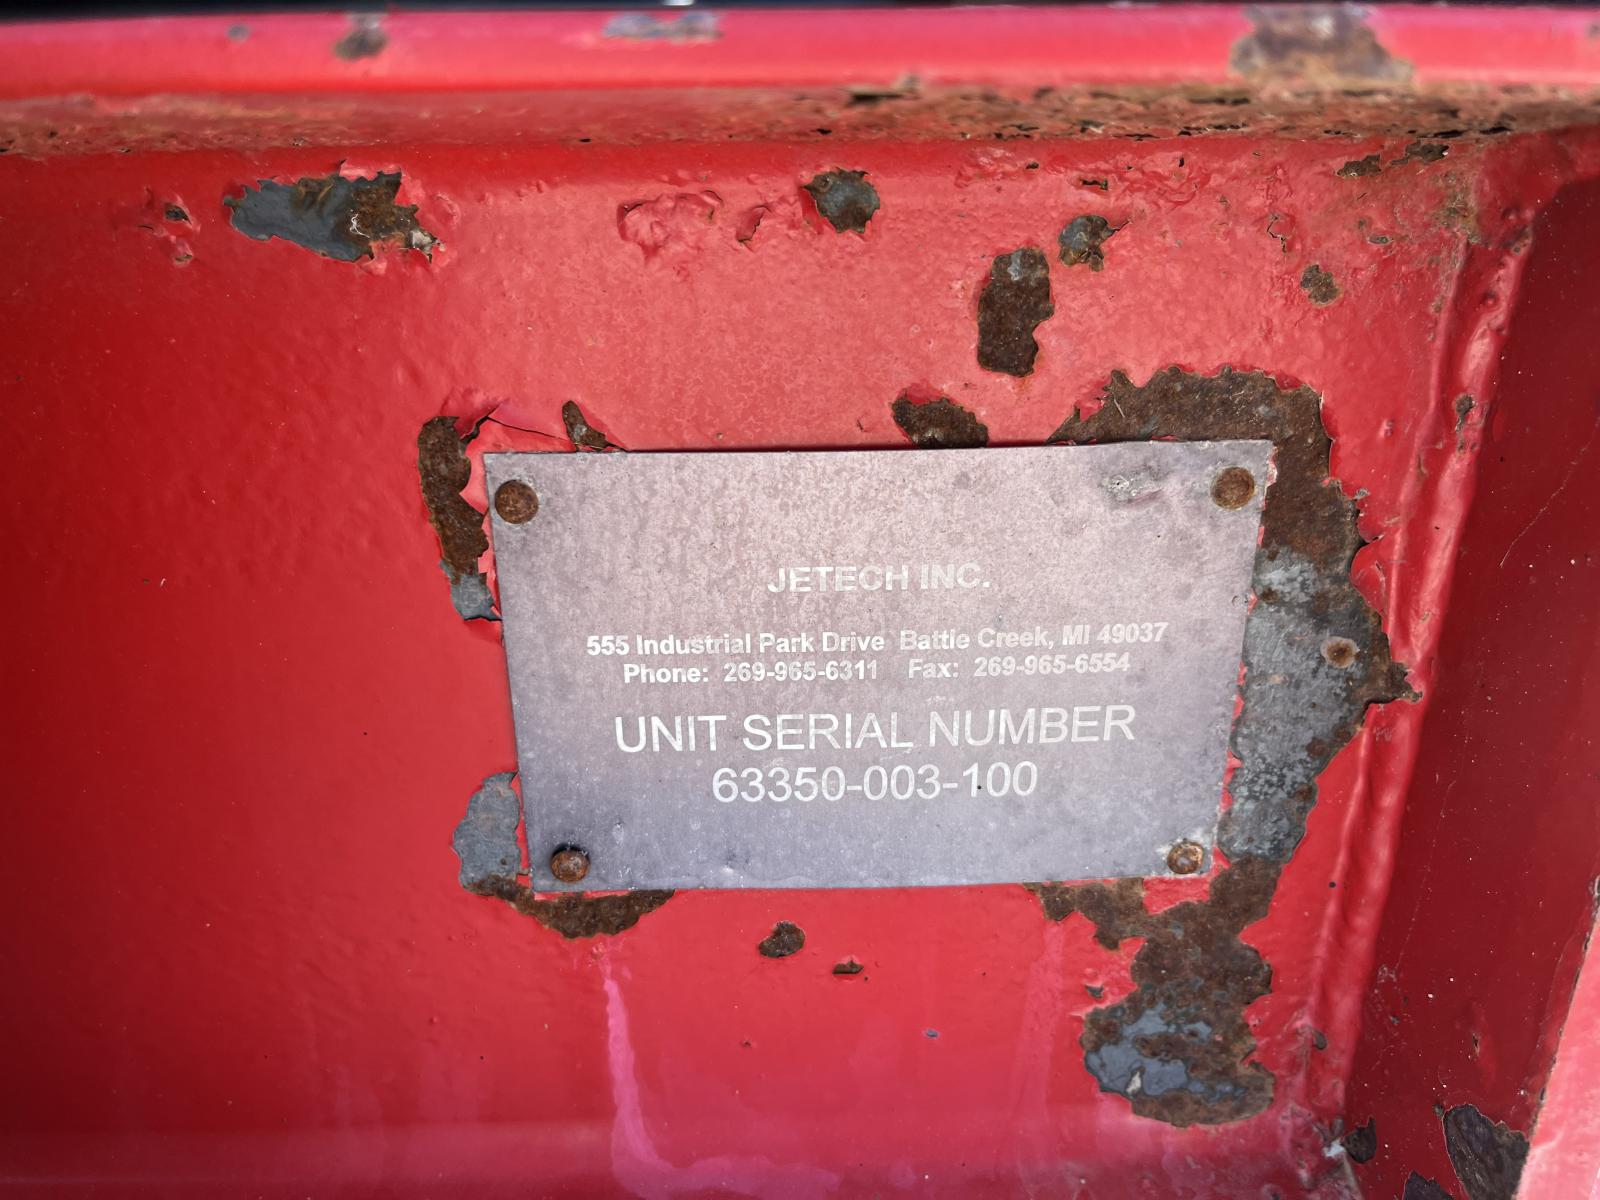 JETECH INC.
555 Industrial Park Drive Battle Creek, MI 49037
Phone: 269-965-6311 Fax: 269-965-6554
UNIT SERIAL NUMBER
63350-003-100